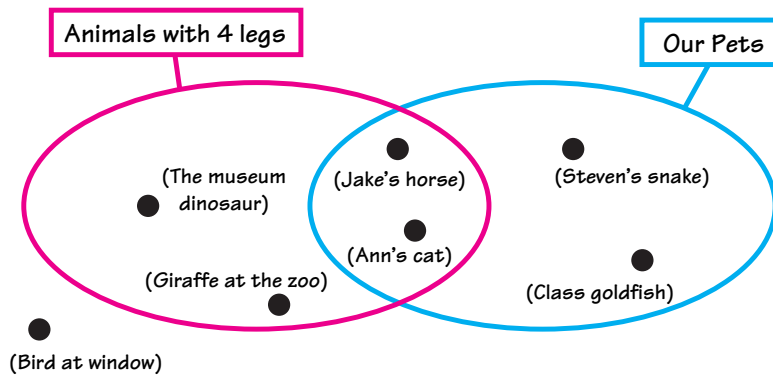 Animals with 4 legs
Our Pets
(The museum
dinosaur)
(Jake's horse)
(Steven's snake)
(Ann's cat)
(Giraffe at the zoo)
(Class goldfish)
(Bird at window)